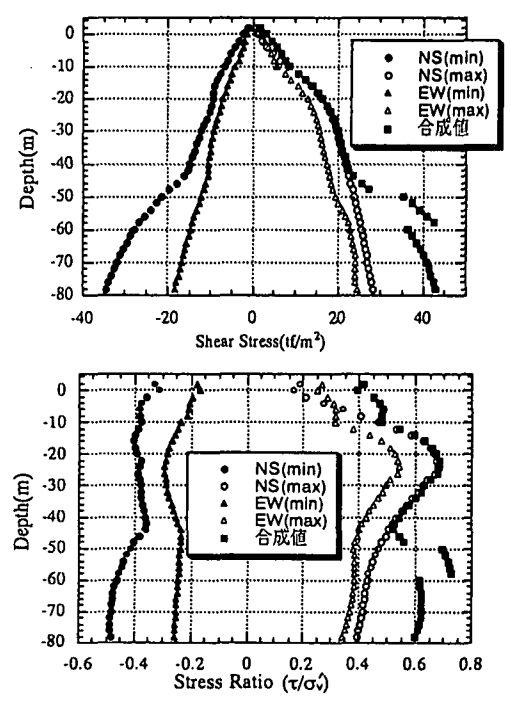 0
-10
-20
-30
-40
-50
-60
-70
-80
Depth(m)
-40
-20
0
20
40
Shear Stress(tf/m²)
NS(min)
NS(max)
EW(min)
EW(max)
合成値
0
-10
-20
-30
-40
-50
-60
-70
-80
Depth(m)
NS(min)
NS(max)
EW(min)
EW(max)
合成値
-0.6
-0.4
-0.2
0
0.2
0.4
0.6
0.8
Stress Ratio (τ/σᵥ′)